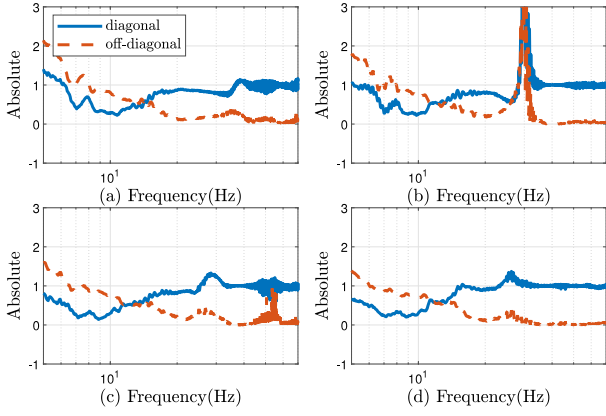 3
2
1
0
-1
Absolute
diagonal
off-diagonal
10¹
(a) Frequency(Hz)
3
2
1
0
-1
Absolute
10¹
(b) Frequency(Hz)
3
2
1
0
-1
Absolute
10¹
(c) Frequency(Hz)
3
2
1
0
-1
Absolute
10¹
(d) Frequency(Hz)